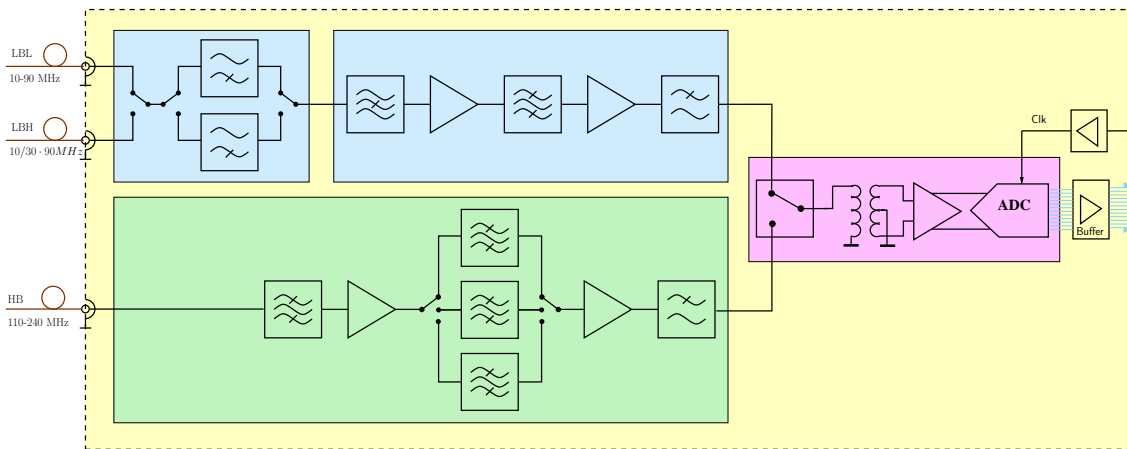 LBL
10-90 MHz
LBH
10/30·90MHz
HB
110-240 MHz
Clk
ADC
Buffer